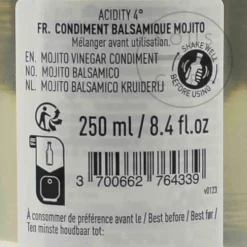 ACIDITY 4°
FR. CONDIMENT BALSAMIQUE MOJITO
Mélanger avant utilisation.
EN. MOJITO VINEGAR CONDIMENT
NO. MOJITO BALSAMICO
NL. MOJITO BALSAMICO KRUIDERIJ
SHAKE WELL
BEFORE USING
250 ml / 8.4 fl.oz
3 700662 764339
v0123
À consommer de préférence avant le / Best before / Best før /
Ten minste houdbaar tot: